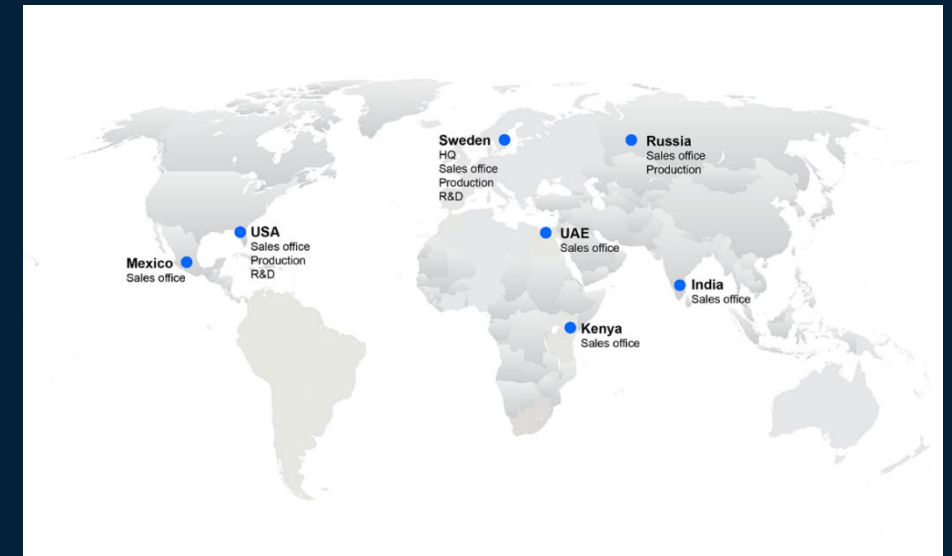 Sweden
HQ
Sales office
Production
R&D
Russia
Sales office
Production
USA
Sales office
Production
R&D
UAE
Sales office
Mexico
Sales office
India
Sales office
Kenya
Sales office